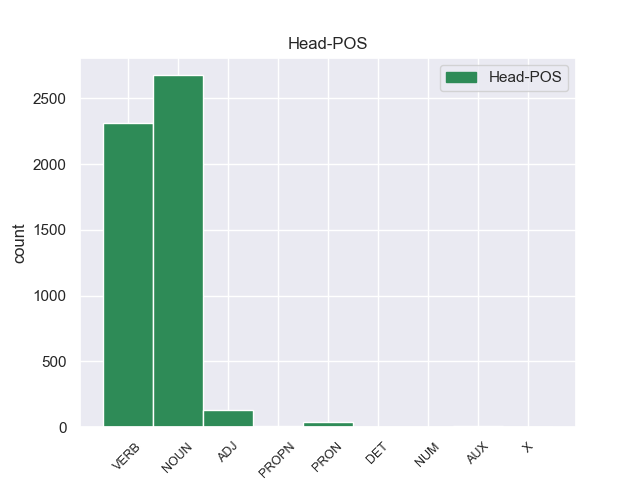 Head-POS
Head-POS
2500
2000
1500
1000
500
0
count
VERB
NOUN
ADJ
PROPN
PRON
DET
NUM
AUX
X